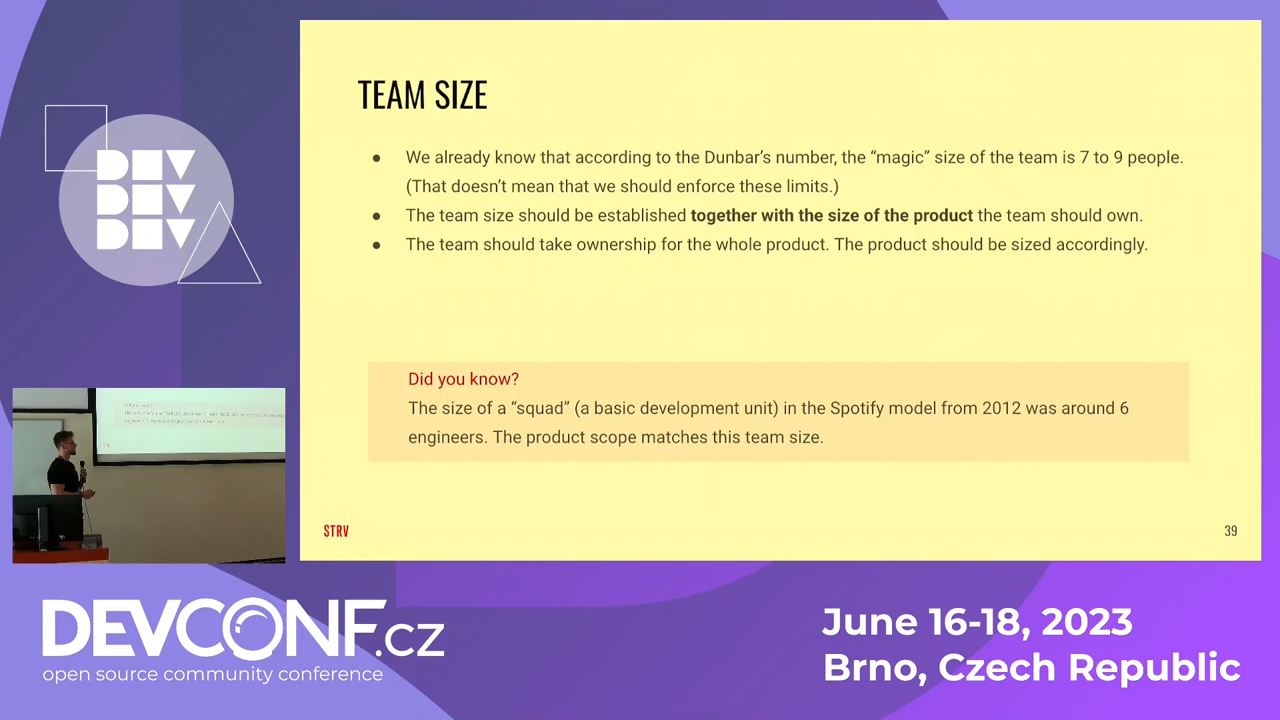 TEAM SIZE
● We already know that according to the Dunbar’s number, the “magic” size of the team is 7 to 9 people.
(That doesn’t mean that we should enforce these limits.)
● The team size should be established together with the size of the product the team should own.
● The team should take ownership for the whole product. The product should be sized accordingly.
Did you know?
The size of a “squad” (a basic development unit) in the Spotify model from 2012 was around 6
engineers. The product scope matches this team size.
STRV
39
DEV
DEV
DEV
DEVCONF.cz
open source community conference
June 16-18, 2023
Brno, Czech Republic